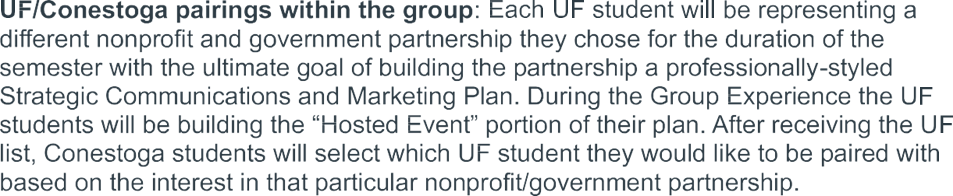 UF/Conestoga pairings within the group: Each UF student will be representing a
different nonprofit and government partnership they chose for the duration of the
semester with the ultimate goal of building the partnership a professionally-styled
Strategic Communications and Marketing Plan. During the Group Experience the UF
students will be building the “Hosted Event” portion of their plan. After receiving the UF
list, Conestoga students will select which UF student they would like to be paired with
based on the interest in that particular nonprofit/government partnership.